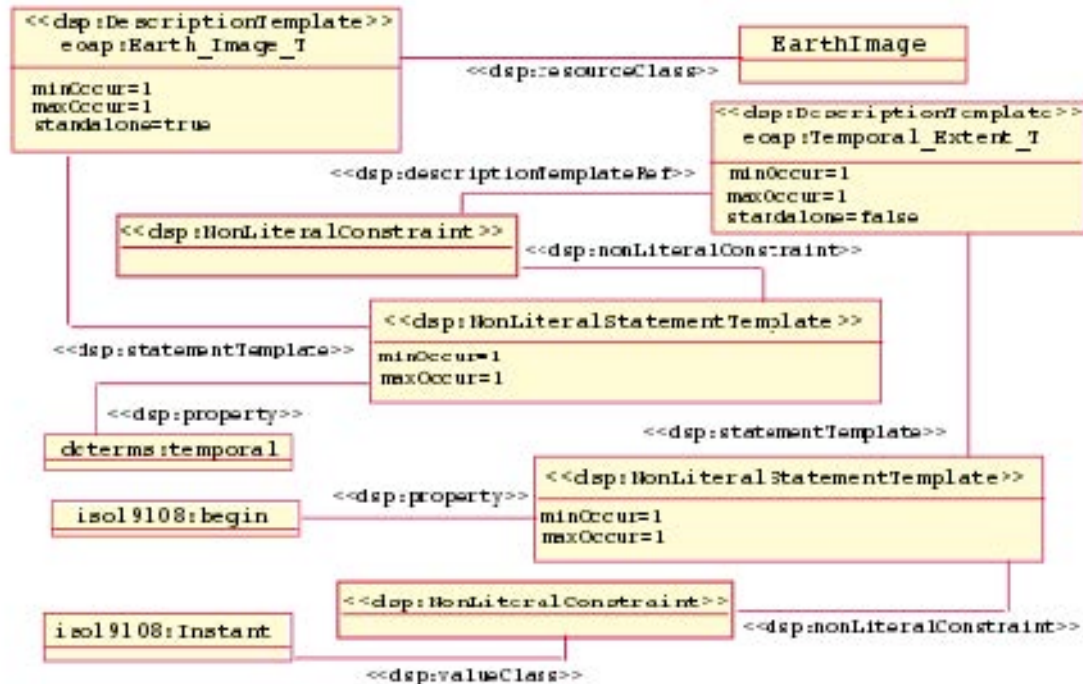 <<dsp:DescriptionTemplate>>
eoap:Earth_Image_T
minOccur=1
maxOccur=1
standalone=true
EarthImage
<<dsp:resourceClass>>
<<dsp:DescriptionTemplate>>
eoap:Temporal_Extent_T
minOccur=1
maxOccur=1
standalone=false
<<dsp:descriptionTemplateRef>>
<<dsp:NonLiteralConstraint>>
<<dsp:nonLiteralConstraint>>
<<dsp:NonLiteralStatementTemplate>>
minOccur=1
maxOccur=1
<<dsp:statementTemplate>>
<<dsp:property>>
dcterms:temporal
<<dsp:statementTemplate>>
<<dsp:NonLiteralStatementTemplate>>
minOccur=1
maxOccur=1
<<dsp:property>>
iso19108:begin
<<dsp:NonLiteralConstraint>>
<<dsp:nonLiteralConstraint>>
iso19108:Instant
<<dsp:valueClass>>